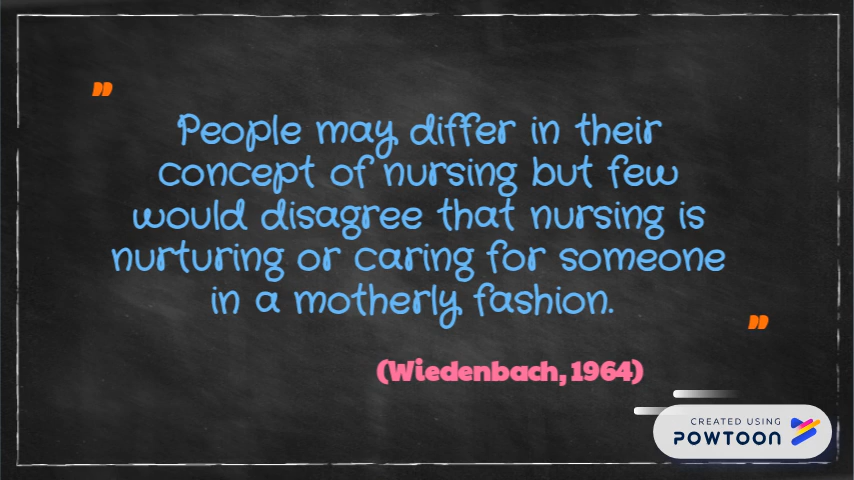 "
People may differ in their
concept of nursing but few
would disagree that nursing is
nurturing or caring for someone
in a motherly fashion.
"
(Wiedenbach, 1964)
CREATED USING
POWTOON